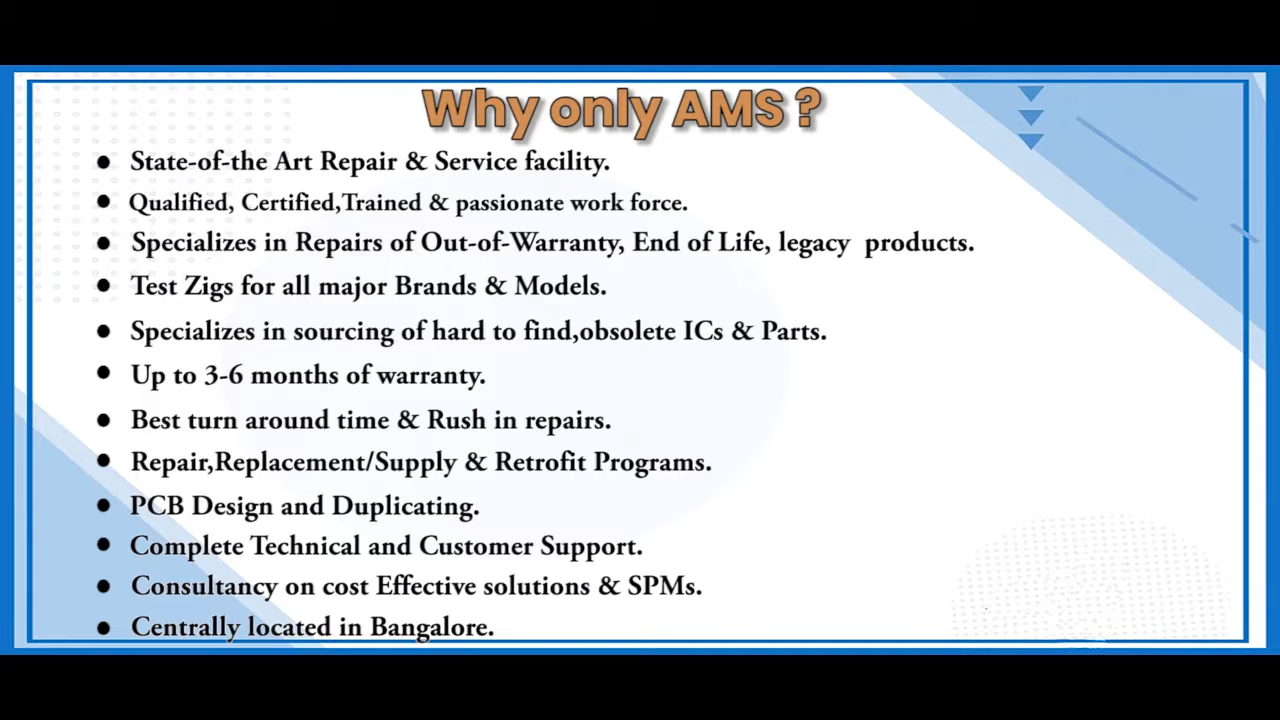 Why only AMS ?
● State-of-the Art Repair & Service facility.
● Qualified, Certified,Trained & passionate work force.
● Specializes in Repairs of Out-of-Warranty, End of Life, legacy  products.
● Test Zigs for all major Brands & Models.
● Specializes in sourcing of hard to find,obsolete ICs & Parts.
● Up to 3-6 months of warranty.
● Best turn around time & Rush in repairs.
● Repair,Replacement/Supply & Retrofit Programs.
● PCB Design and Duplicating.
● Complete Technical and Customer Support.
● Consultancy on cost Effective solutions & SPMs.
● Centrally located in Bangalore.